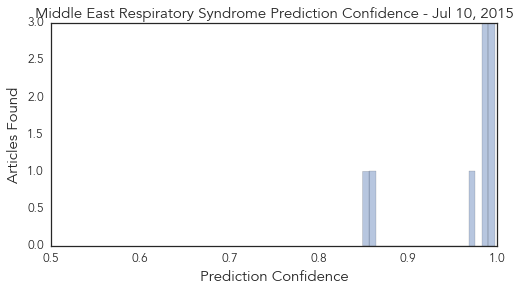 Middle East Respiratory Syndrome Prediction Confidence - Jul 10, 2015
3.0
2.5
2.0
1.5
1.0
0.5
0.0
Articles Found
0.5 0.6 0.7 0.8 0.9 1.0
Prediction Confidence